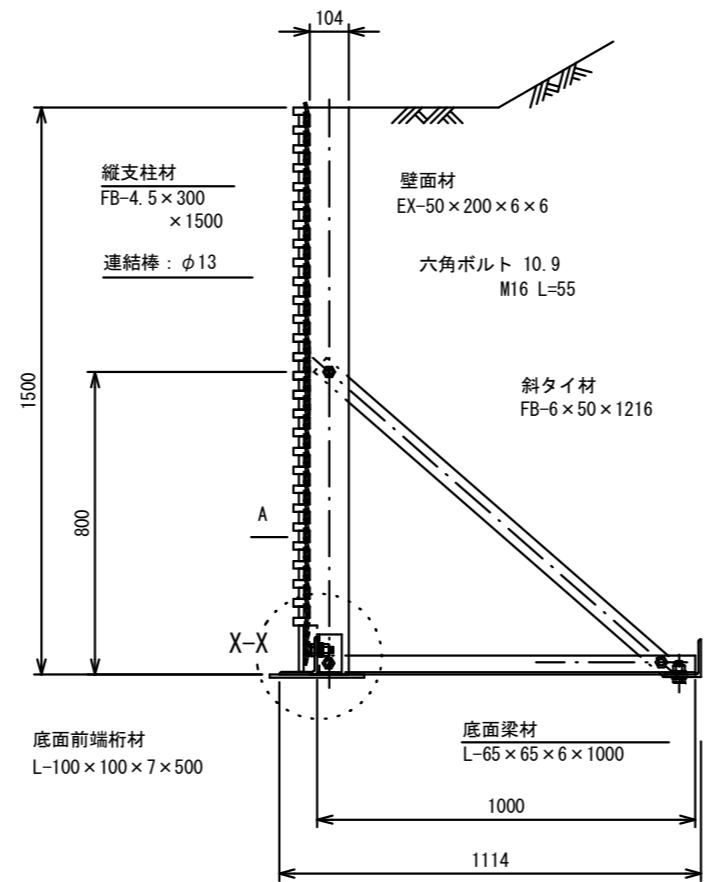 104
縦支柱材
FB-4.5×300
×1500
連結棒：φ13
壁面材
EX-50×200×6×6
六角ボルト 10.9
M16 L=55
1500
斜タイ材
FB-6×50×1216
800
A
X-X
底面前端桁材
L-100×100×7×500
底面梁材
L-65×65×6×1000
1000
1114